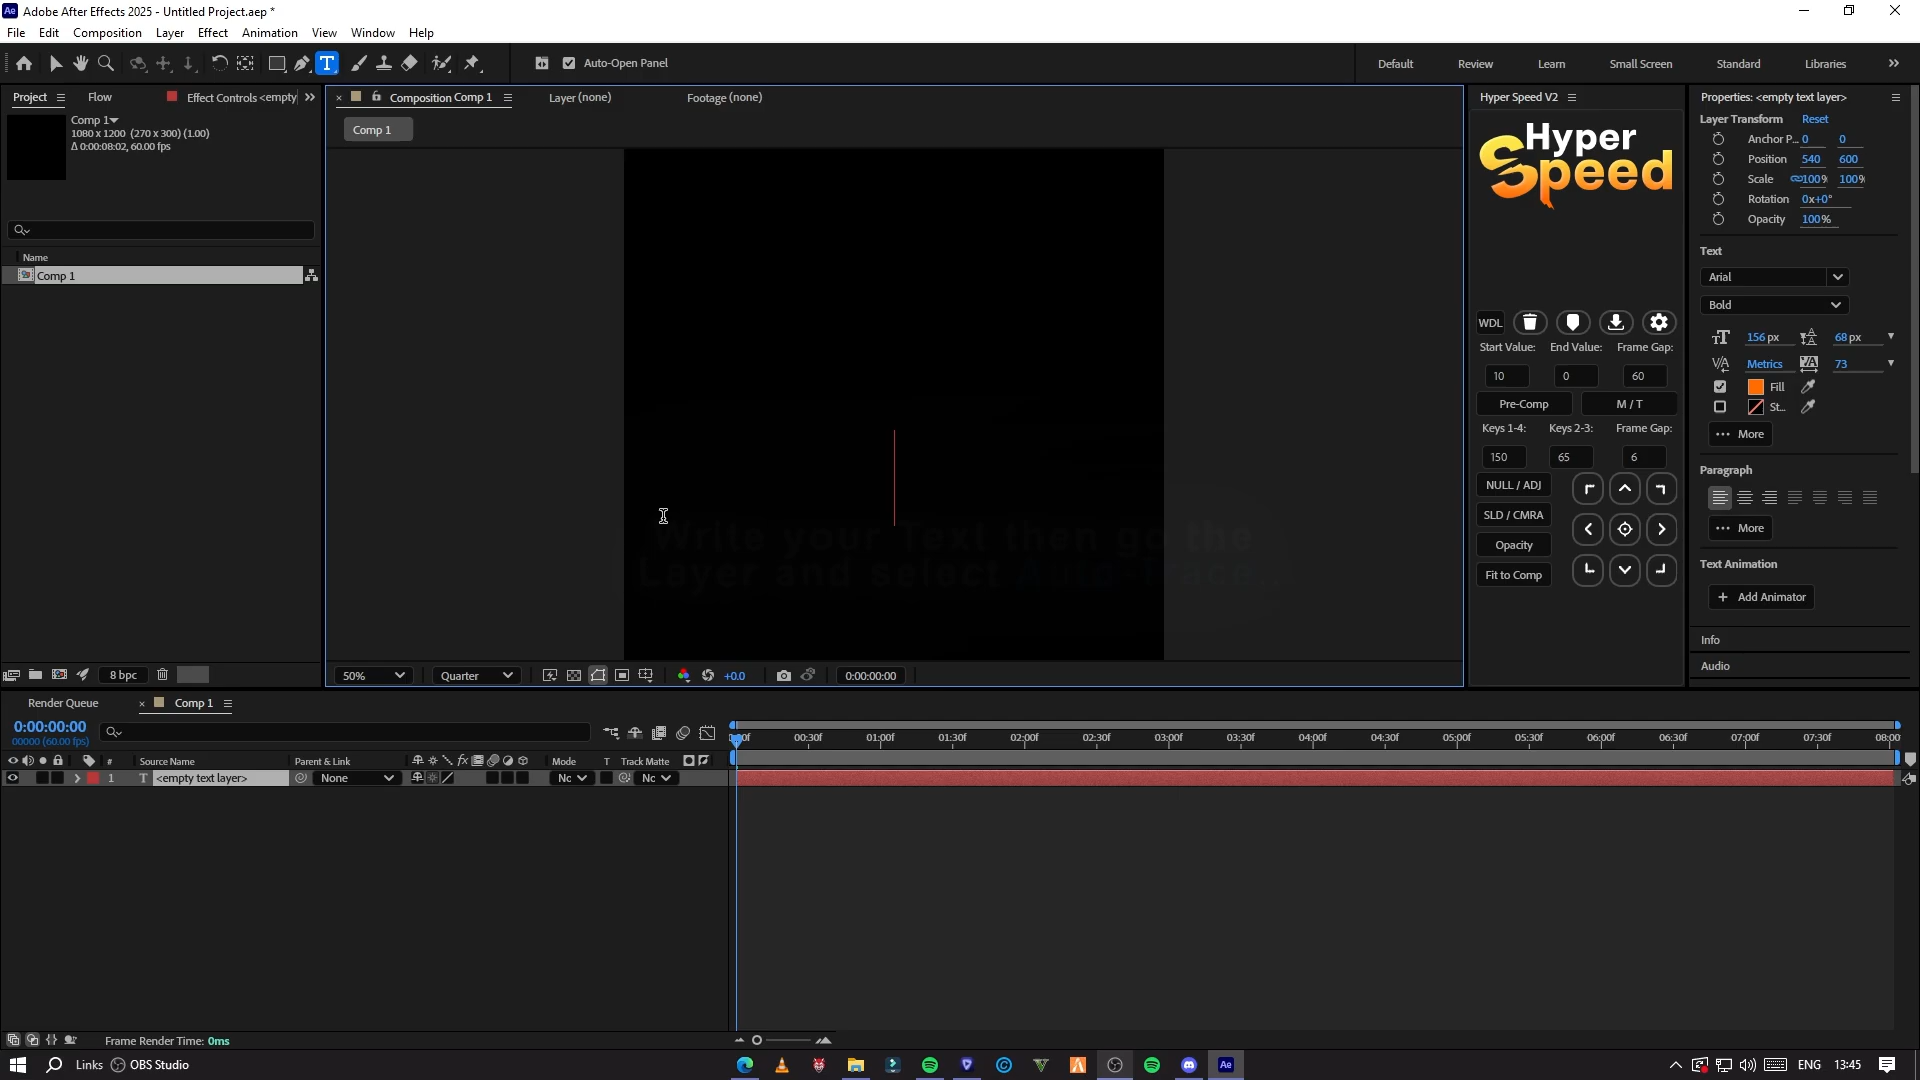 Ae Adobe After Effects 2025 - Untitled Project.aep *
File Edit Composition Layer Effect Animation View Window Help
T Auto-Open Panel Default Review Learn Small Screen Standard Libraries
Project Flow Effect Controls <empty
Comp 1
1080 x 1200 (270 x 300) (1.00)
Δ 0:00:08:02, 60.00 fps
Name
Comp 1
8 bpc
Composition Comp 1 Layer (none) Footage (none)
Comp 1
Write your Text then go the
Layer and select Auto-Trace...
50% Quarter +0.0 0:00:00:00
Hyper Speed V2
Hyper
Speed
WDL
Start Value: End Value: Frame Gap:
10 0 60
Pre-Comp M / T
Keys 1-4: Keys 2-3: Frame Gap:
150 65 6
NULL / ADJ
SLD / CMRA
Opacity
Fit to Comp
Properties: <empty text layer>
Layer Transform Reset
Anchor P... 0 0
Position 540 600
Scale 100% 100%
Rotation 0x+0°
Opacity 100%
Text
Arial
Bold
156 px 68 px
Metrics 73
Fill
St...
More
Paragraph
More
Text Animation
+ Add Animator
Info
Audio
Render Queue Comp 1
0:00:00:00
00000 (60.00 fps)
00:30f 01:00f 01:30f 02:00f 02:30f 03:00f 03:30f 04:00f 04:30f 05:00f 05:30f 06:00f 06:30f 07:00f 07:30f 08:00
# Source Name Parent & Link fx Mode T Track Matte
1 T <empty text layer> None Nc Nc
Frame Render Time: 0ms
Links OBS Studio Ae ENG 13:45